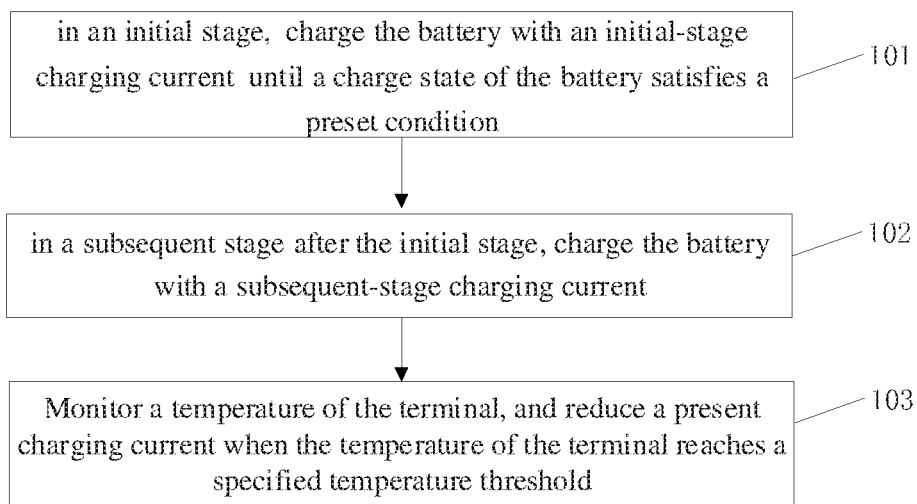 in an initial stage, charge the battery with an initial-stage
charging current until a charge state of the battery satisfies a
preset condition
101
in a subsequent stage after the initial stage, charge the battery
with a subsequent-stage charging current
102
Monitor a temperature of the terminal, and reduce a present
charging current when the temperature of the terminal reaches a
specified temperature threshold
103